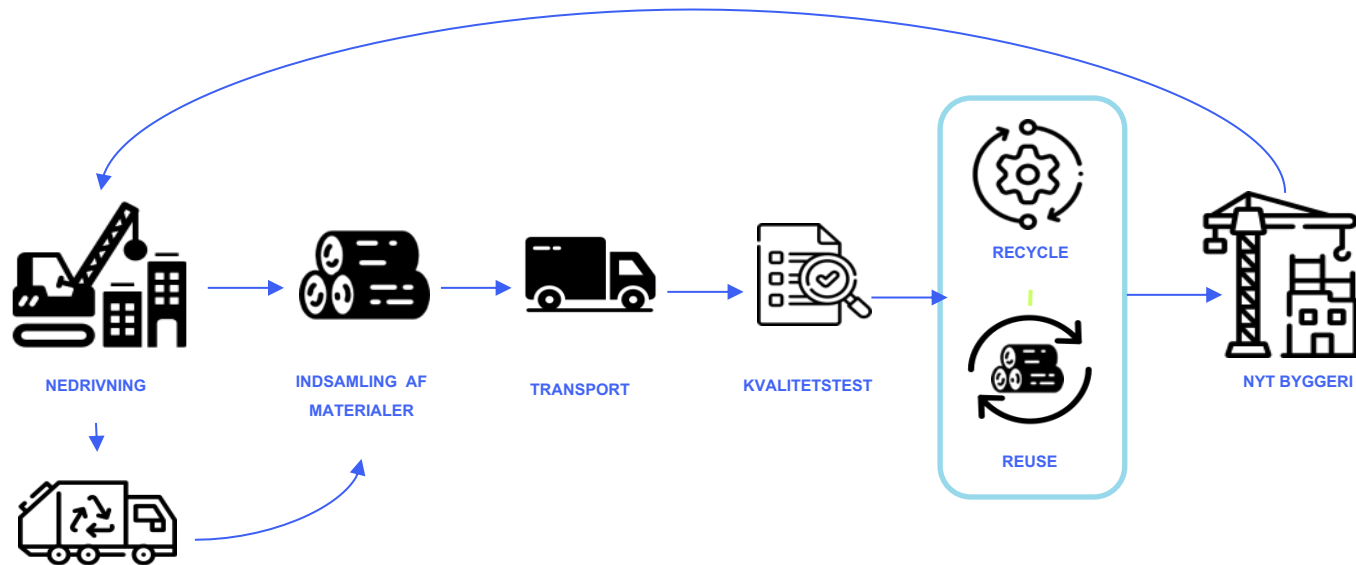 RECYCLE
NEDRIVNING
INDSAMLING AF
MATERIALER
TRANSPORT
KVALITETSTEST
REUSE
NYT BYGGERI